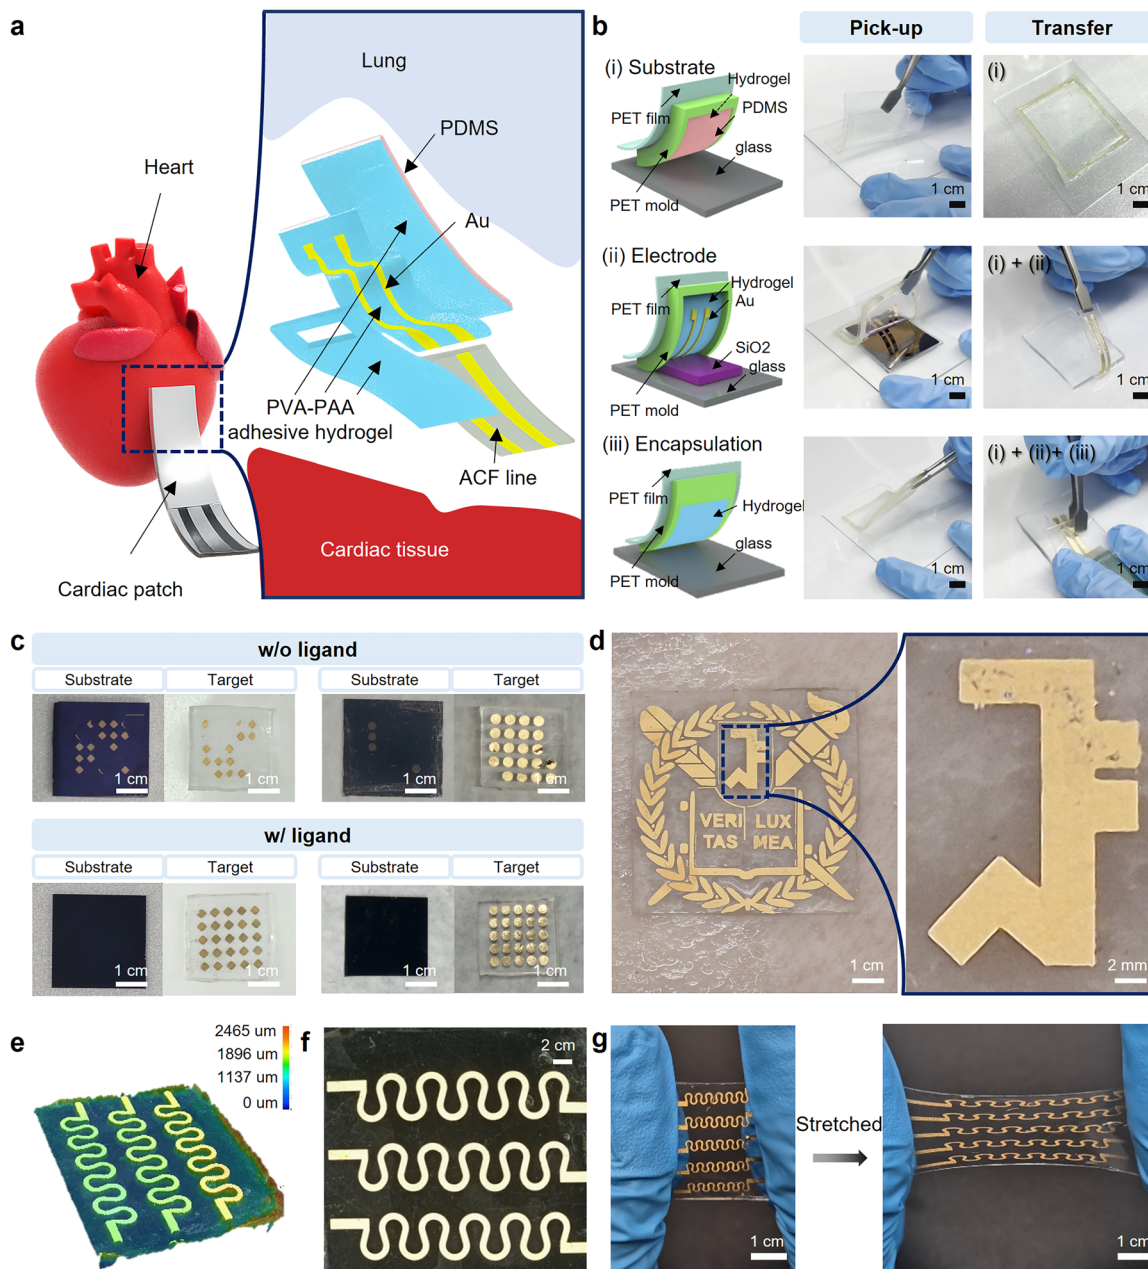 a
Lung
PDMS
Heart
Au
PVA-PAA
adhesive hydrogel
ACF line
Cardiac tissue
Cardiac patch
b
Pick-up
Transfer
(i) Substrate
Hydrogel
PET film
PDMS
glass
PET mold
1 cm
(i)
1 cm
(ii) Electrode
Hydrogel
PET film
Au
SiO2
glass
PET mold
1 cm
(i) + (ii)
1 cm
(iii) Encapsulation
PET film
Hydrogel
glass
PET mold
1 cm
(i) + (ii)+ (iii)
1 cm
c
w/o ligand
Substrate
Target
Substrate
Target
1 cm
1 cm
1 cm
1 cm
w/ ligand
Substrate
Target
Substrate
Target
1 cm
1 cm
1 cm
1 cm
d
VERI LUX
TAS MEA
1 cm
2 mm
e
2465 um
1896 um
1137 um
0 um
f
2 cm
g
Stretched
1 cm
1 cm